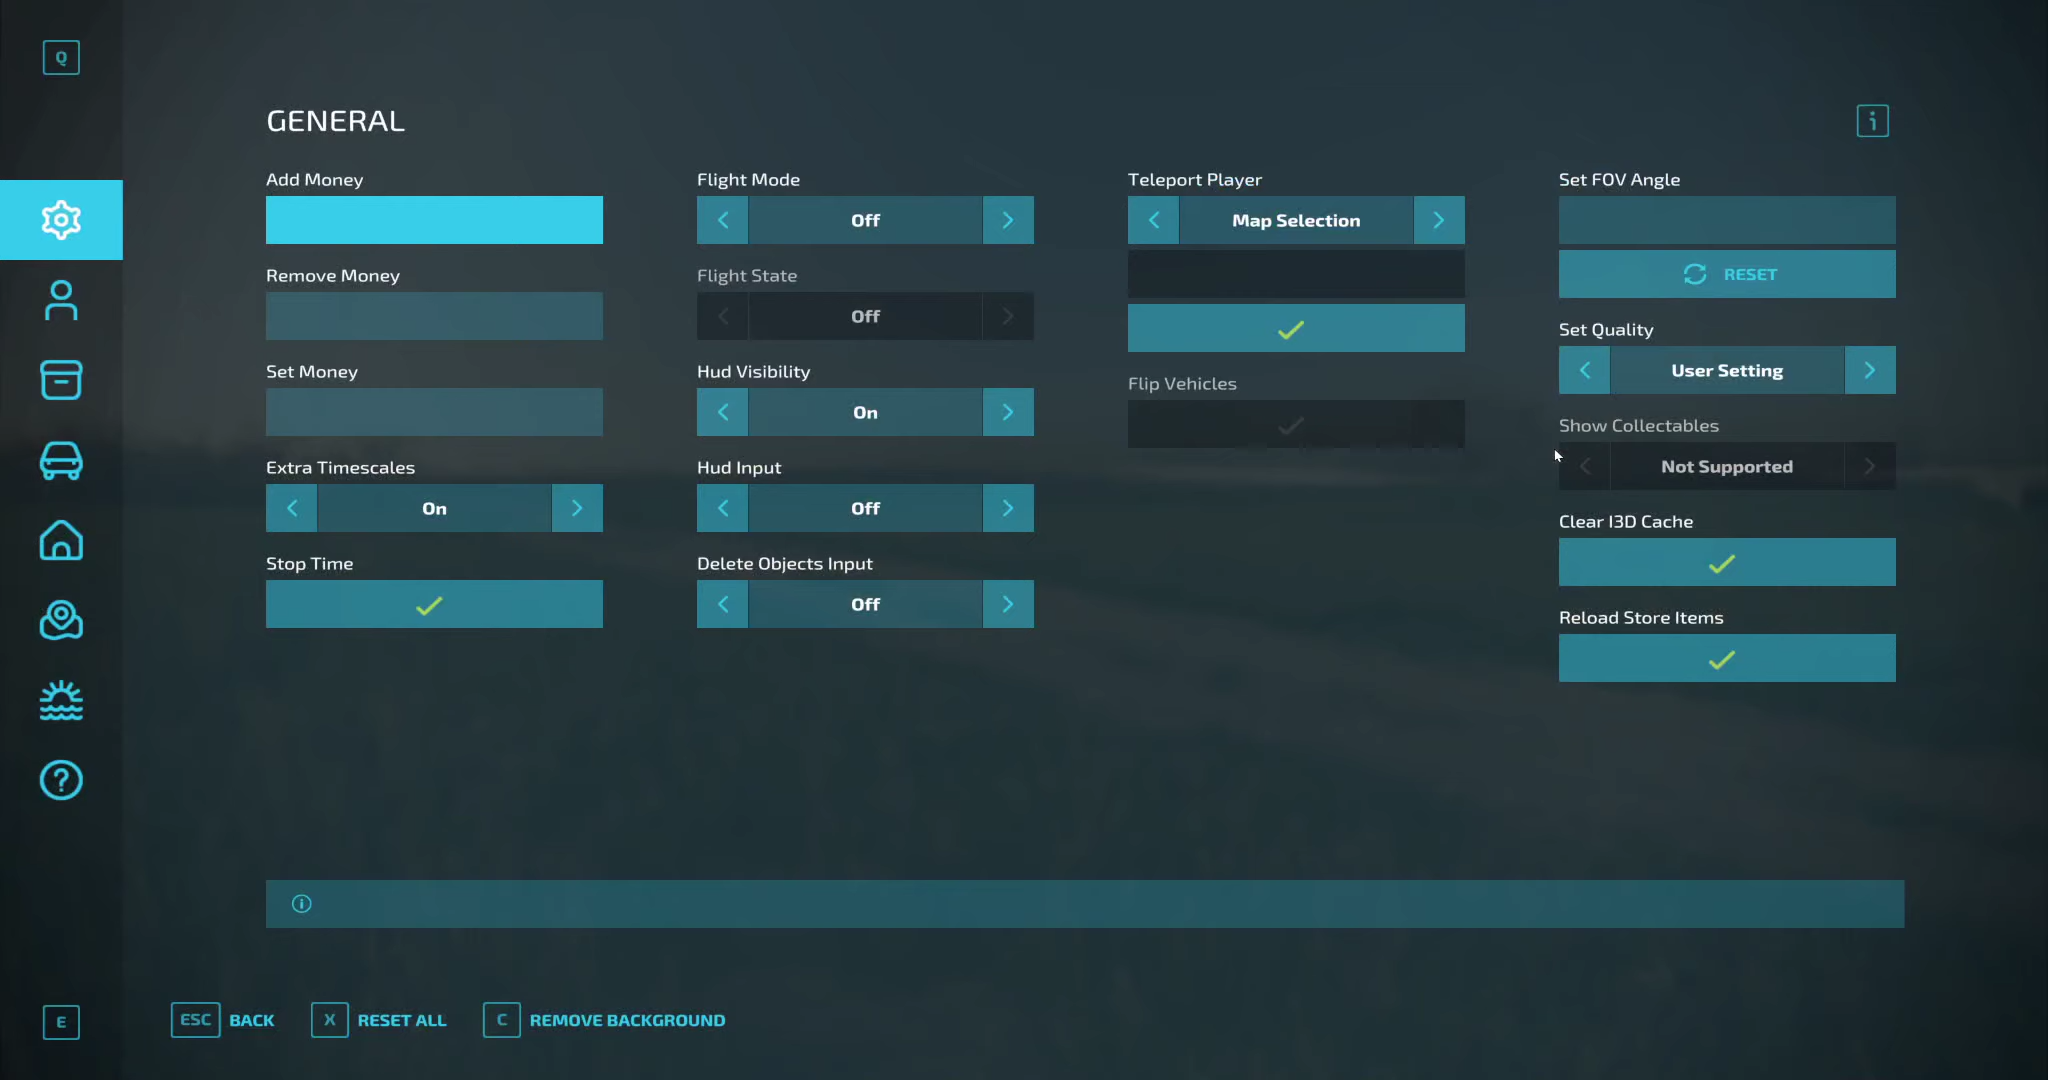 Q
GENERAL
Add Money
Remove Money
Set Money
Extra Timescales
On
Stop Time
Flight Mode
Off
Flight State
Off
Hud Visibility
On
Hud Input
Off
Delete Objects Input
Off
Teleport Player
Map Selection
Flip Vehicles
Set FOV Angle
RESET
Set Quality
User Setting
Show Collectables
Not Supported
Clear I3D Cache
Reload Store Items
E
ESC BACK X RESET ALL C REMOVE BACKGROUND